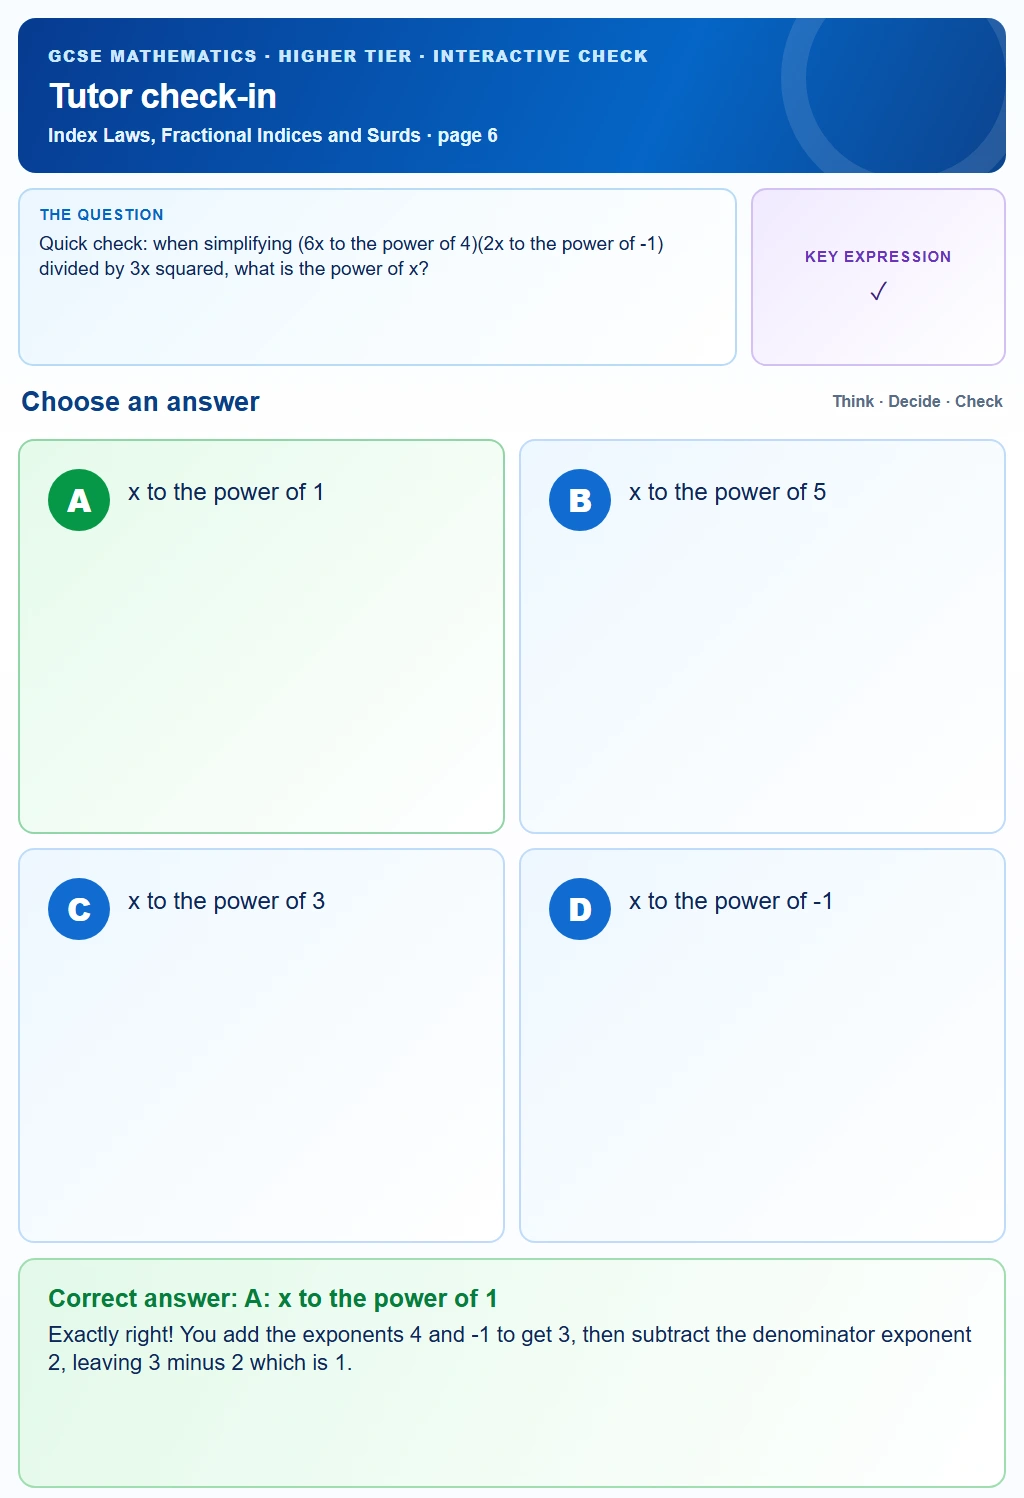 GCSE MATHEMATICS · HIGHER TIER · INTERACTIVE CHECK
Tutor check-in
Index Laws, Fractional Indices and Surds · page 6
THE QUESTION
Quick check: when simplifying (6x to the power of 4)(2x to the power of -1)
divided by 3x squared, what is the power of x?
KEY EXPRESSION
✓
Choose an answer
Think · Decide · Check
A x to the power of 1
B x to the power of 5
C x to the power of 3
D x to the power of -1
Correct answer: A: x to the power of 1
Exactly right! You add the exponents 4 and -1 to get 3, then subtract the denominator exponent
2, leaving 3 minus 2 which is 1.